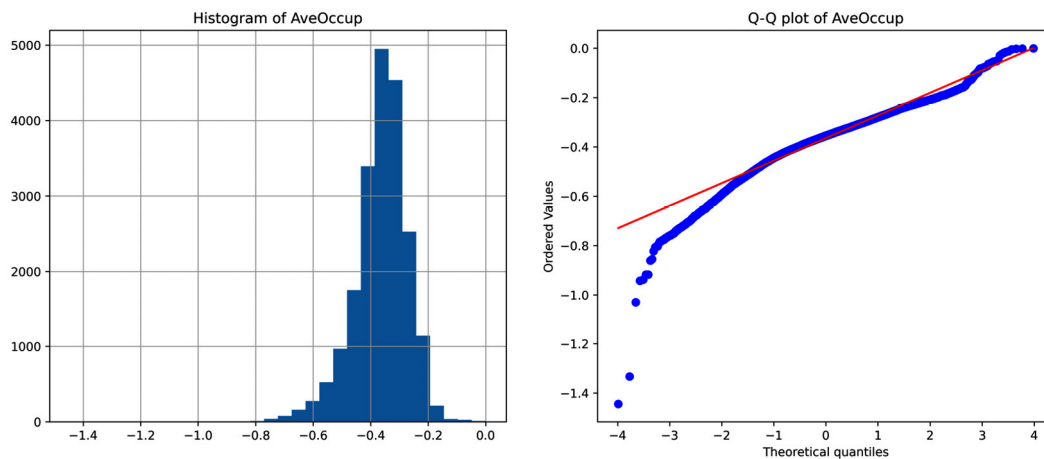 Histogram of AveOccup
5000
4000
3000
2000
1000
0
−1.4 −1.2 −1.0 −0.8 −0.6 −0.4 −0.2 0.0
Q-Q plot of AveOccup
Ordered Values
0.0
−0.2
−0.4
−0.6
−0.8
−1.0
−1.2
−1.4
−4 −3 −2 −1 0 1 2 3 4
Theoretical quantiles